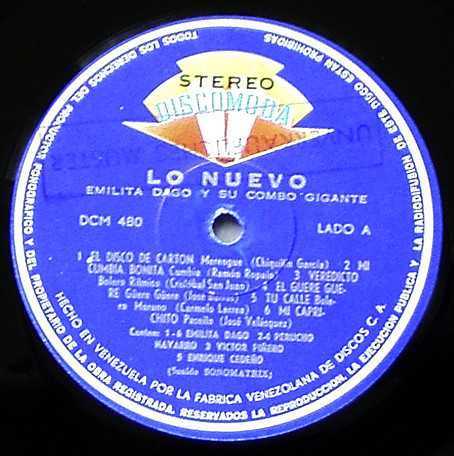 STEREO
DISCOMODA
LO NUEVO
EMILITA DAGO Y SU COMBO GIGANTE
DCM 480
LADO A
1 EL DISCO DE CARTON Merengue (Chiquitin García) 2 MI
CUMBIA BONITA Cumbia (Ramón Ropain) 3 VEREDICTO
Bolero Rítmico (Cristóbal San Juan) 4 EL GUERE GUE-
RE Güere Güere (José 5 TU CALLE Bole-
ro Moruno (Carmelo Larrea) 6 MI CAPRI-
CHITO Pasaito (José Velásquez)
Cantan: 1-6 EMILITA DAGO 2-4 PERUCHO
NAVARRO 3 VICTOR PIÑERO
5 ENRIQUE CEDEÑO
(Sonido SONOMATRIX)
HECHO EN VENEZUELA POR LA FABRICA VENEZOLANA DE DISCOS C. A.
TODOS LOS DERECHOS DEL PRODUCTOR FONOGRAFICO Y DEL PROPIETARIO DE LA OBRA REGISTRADA, RESERVADOS LA REPRODUCCION, LA EJECUCION PUBLICA Y LA RADIODIFUSION DE ESTE DISCO ESTAN PROHIBIDAS